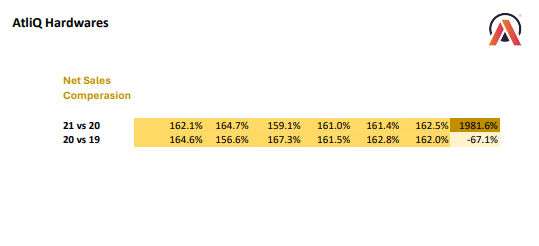 AtliQ Hardwares
Net Sales
Comperasion
21 vs 20 162.1% 164.7% 159.1% 161.0% 161.4% 162.5% 1981.6%
20 vs 19 164.6% 156.6% 167.3% 161.5% 162.8% 162.0% -67.1%